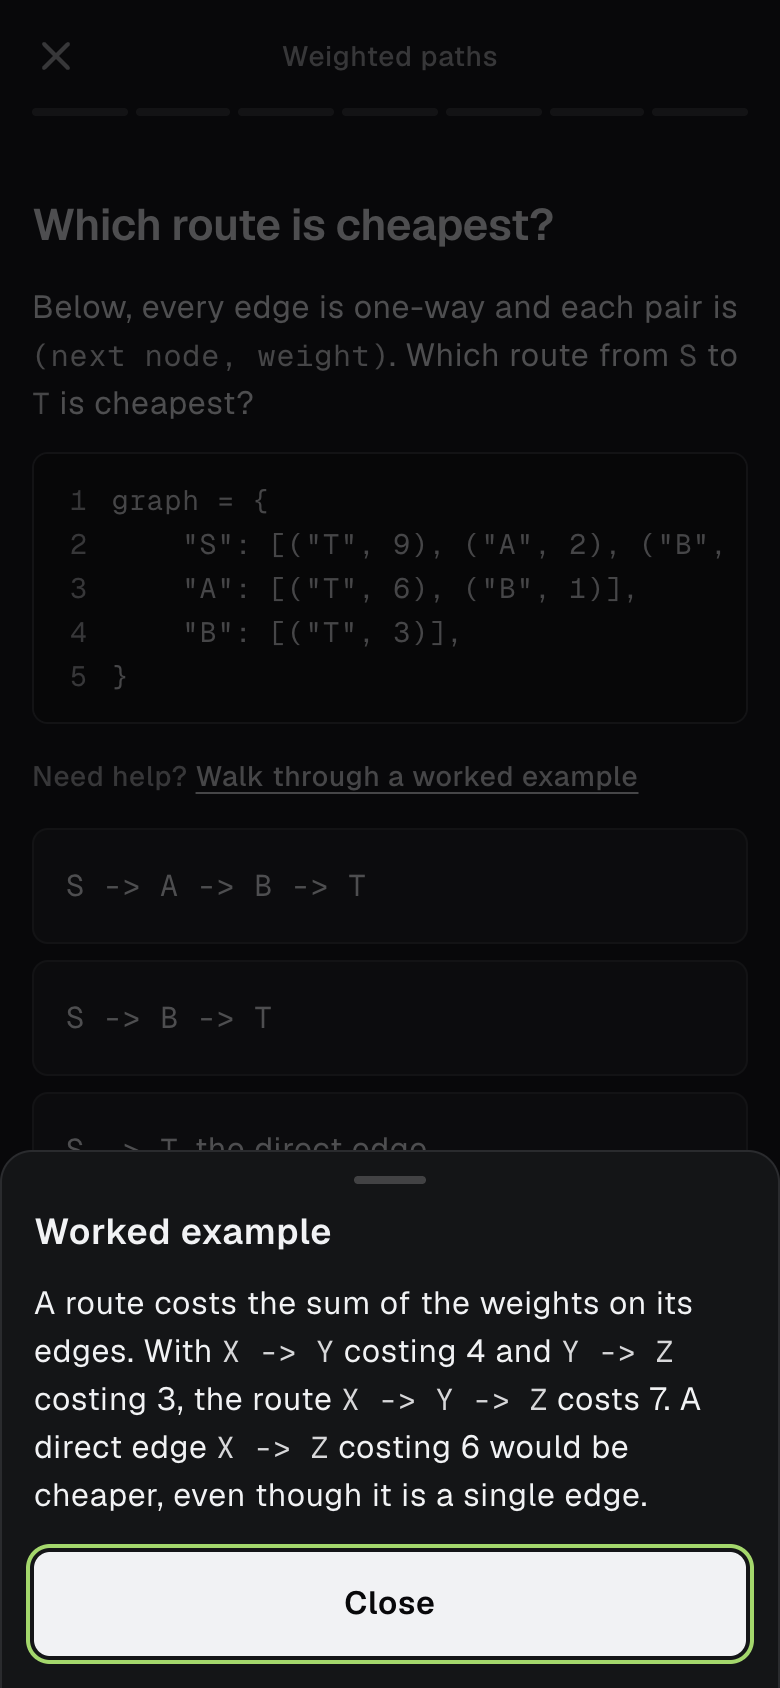 Weighted paths
Which route is cheapest?
Below, every edge is one-way and each pair is
(next node, weight). Which route from S to
T is cheapest?
1 graph = {
2     "S": [("T", 9), ("A", 2), ("B",
3     "A": [("T", 6), ("B", 1)],
4     "B": [("T", 3)],
5 }
Need help? Walk through a worked example
S -> A -> B -> T
S -> B -> T
S -> T, the direct edge
Worked example
A route costs the sum of the weights on its
edges. With X -> Y costing 4 and Y -> Z
costing 3, the route X -> Y -> Z costs 7. A
direct edge X -> Z costing 6 would be
cheaper, even though it is a single edge.
Close